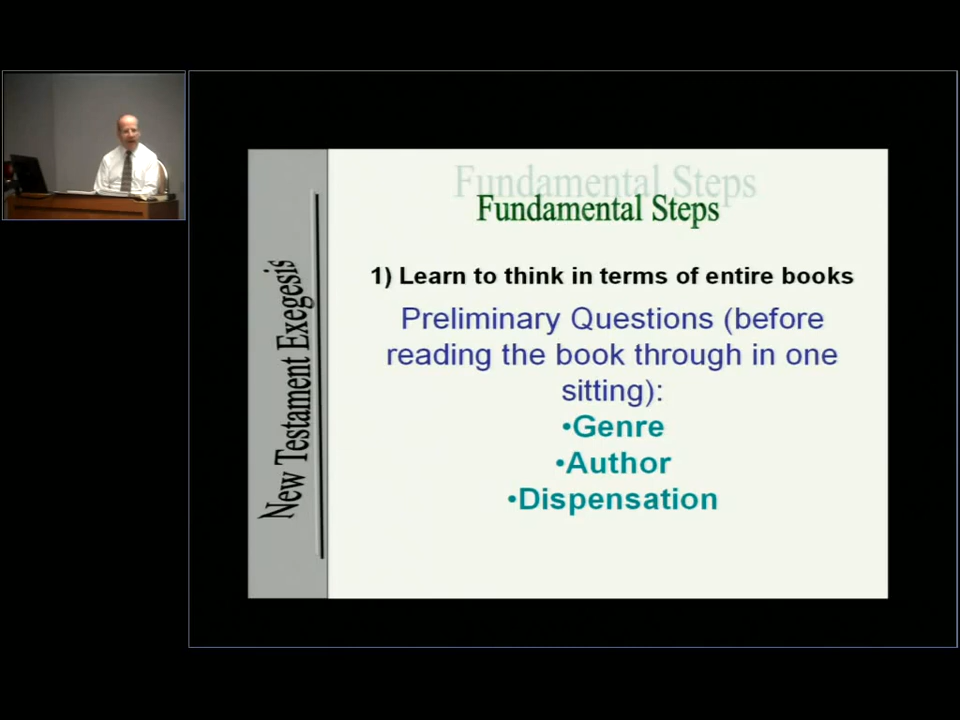 New Testament Exegesis
Fundamental Steps
Fundamental Steps
1) Learn to think in terms of entire books
Preliminary Questions (before
reading the book through in one
sitting):
•Genre
•Author
•Dispensation